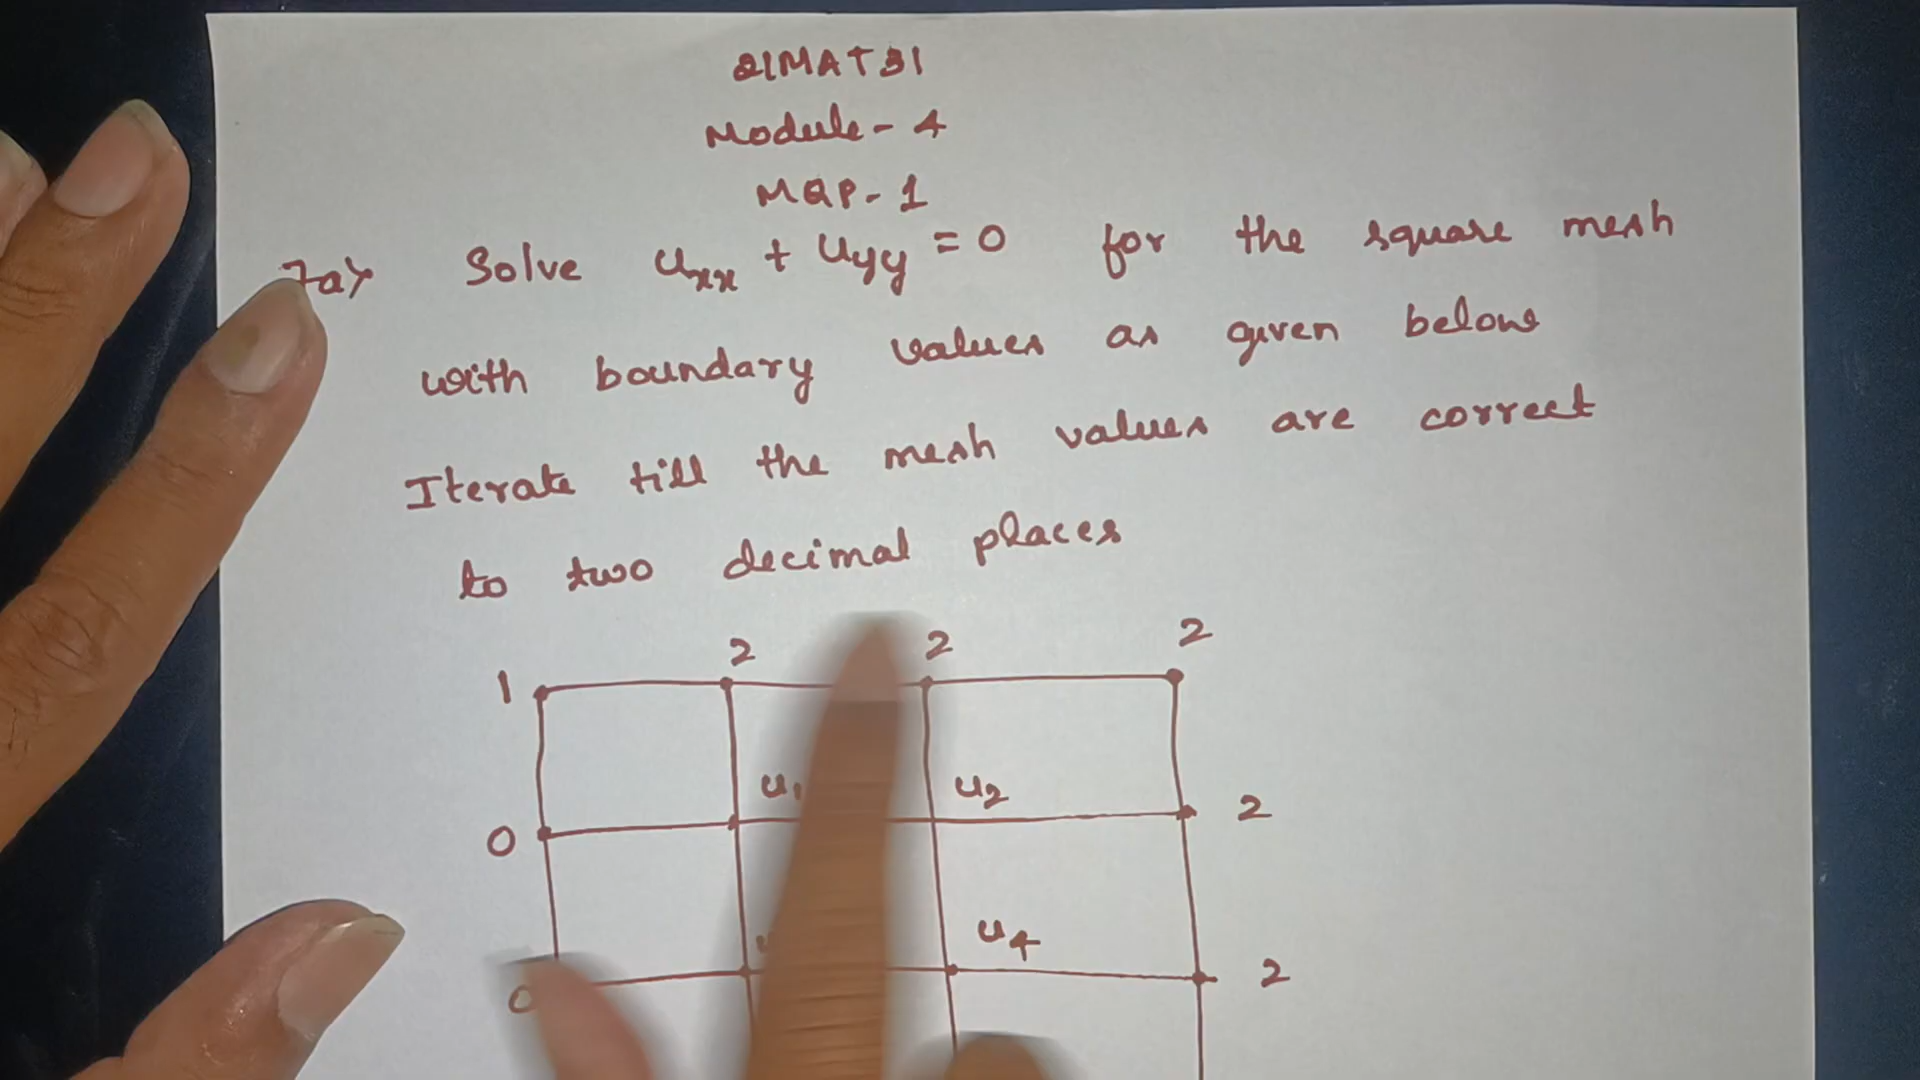 21MAT31
Module-4
MQP-1
7a> Solve uxx + uyy = 0 for the square mesh
with boundary values as given below
Iterate till the mesh values are correct
to two decimal places
2 2 2
1
u1 u2
0 2
u4
0 2